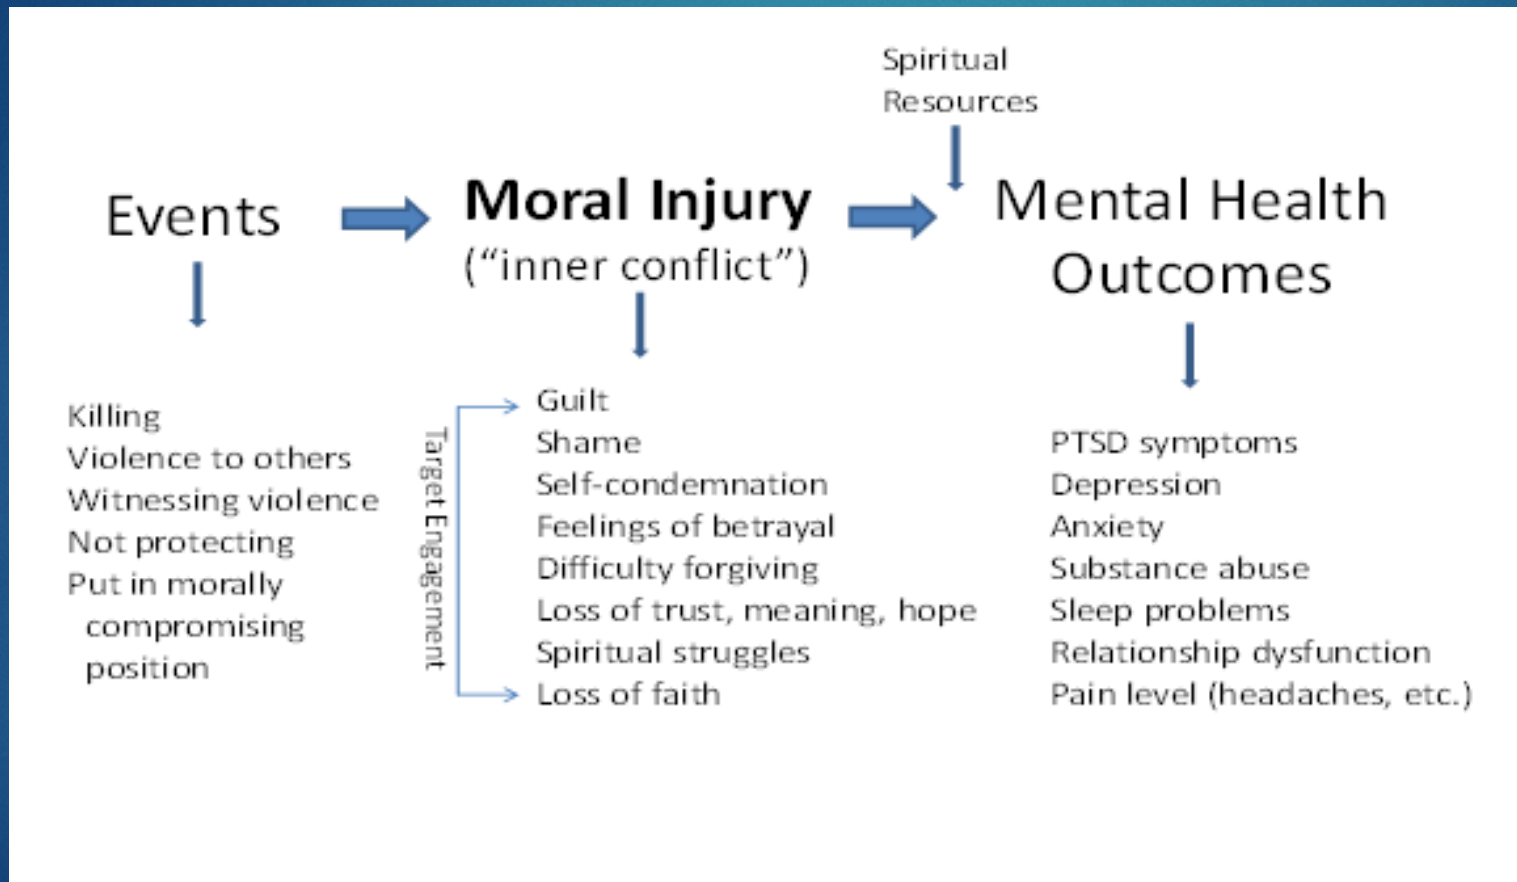 Spiritual
Resources
Events
Moral Injury
(“inner conflict”)
Mental Health
Outcomes
Killing
Violence to others
Witnessing violence
Not protecting
Put in morally
compromising
position
Target Engagement
Guilt
Shame
Self-condemnation
Feelings of betrayal
Difficulty forgiving
Loss of trust, meaning, hope
Spiritual struggles
Loss of faith
PTSD symptoms
Depression
Anxiety
Substance abuse
Sleep problems
Relationship dysfunction
Pain level (headaches, etc.)